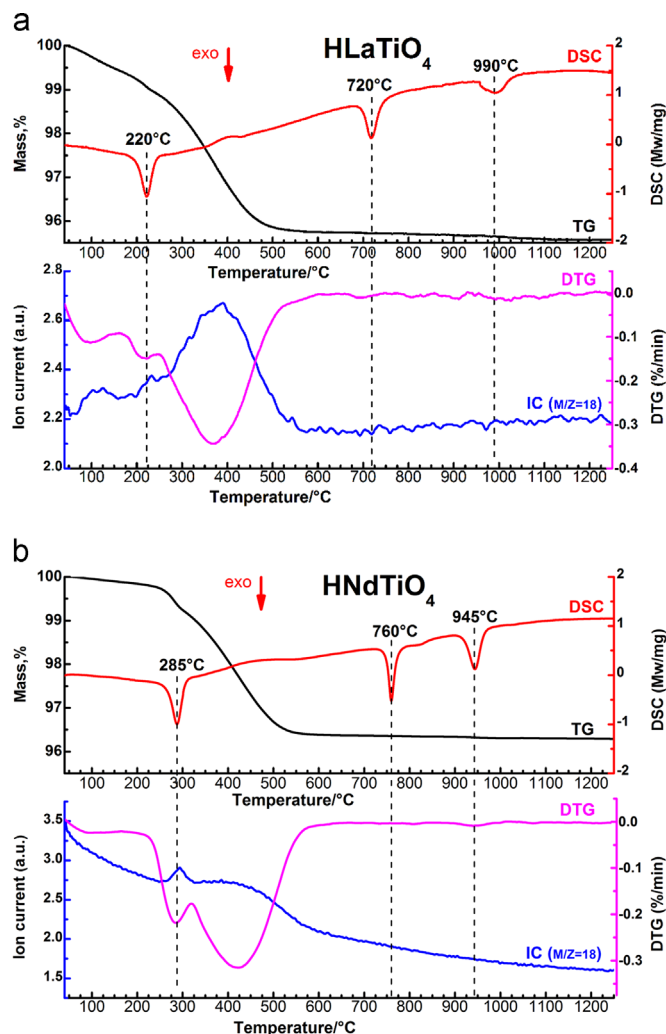 a
HLaTiO4
exo
DSC
220°C
720°C
990°C
TG
Mass,%
100
99
98
97
96
DSC (Mw/mg)
2
1
0
-1
-2
100 200 300 400 500 600 700 800 900 1000 1100 1200
Temperature/°C
Ion current (a.u.)
2.8
2.6
2.4
2.2
2.0
DTG
IC (M/Z=18)
DTG (%/min)
0.0
-0.1
-0.2
-0.3
-0.4
100 200 300 400 500 600 700 800 900 1000 1100 1200
Temperature/°C
b
HNdTiO4
exo
DSC
285°C
760°C
945°C
TG
Mass,%
100
99
98
97
96
DSC (Mw/mg)
2
1
0
-1
-2
100 200 300 400 500 600 700 800 900 1000 1100 1200
Temperature/°C
Ion current (a.u.)
3.5
3.0
2.5
2.0
1.5
DTG
IC (M/Z=18)
DTG (%/min)
0.0
-0.1
-0.2
-0.3
100 200 300 400 500 600 700 800 900 1000 1100 1200
Temperature/°C